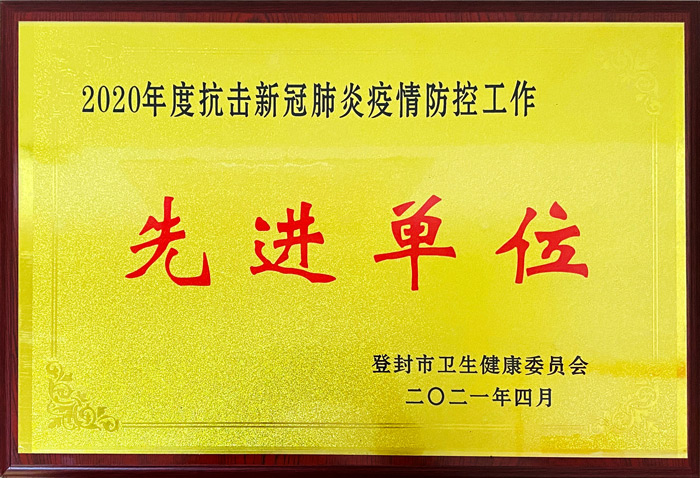 2020年度抗击新冠肺炎疫情防控工作
先进单位
登封市卫生健康委员会
二〇二一年四月